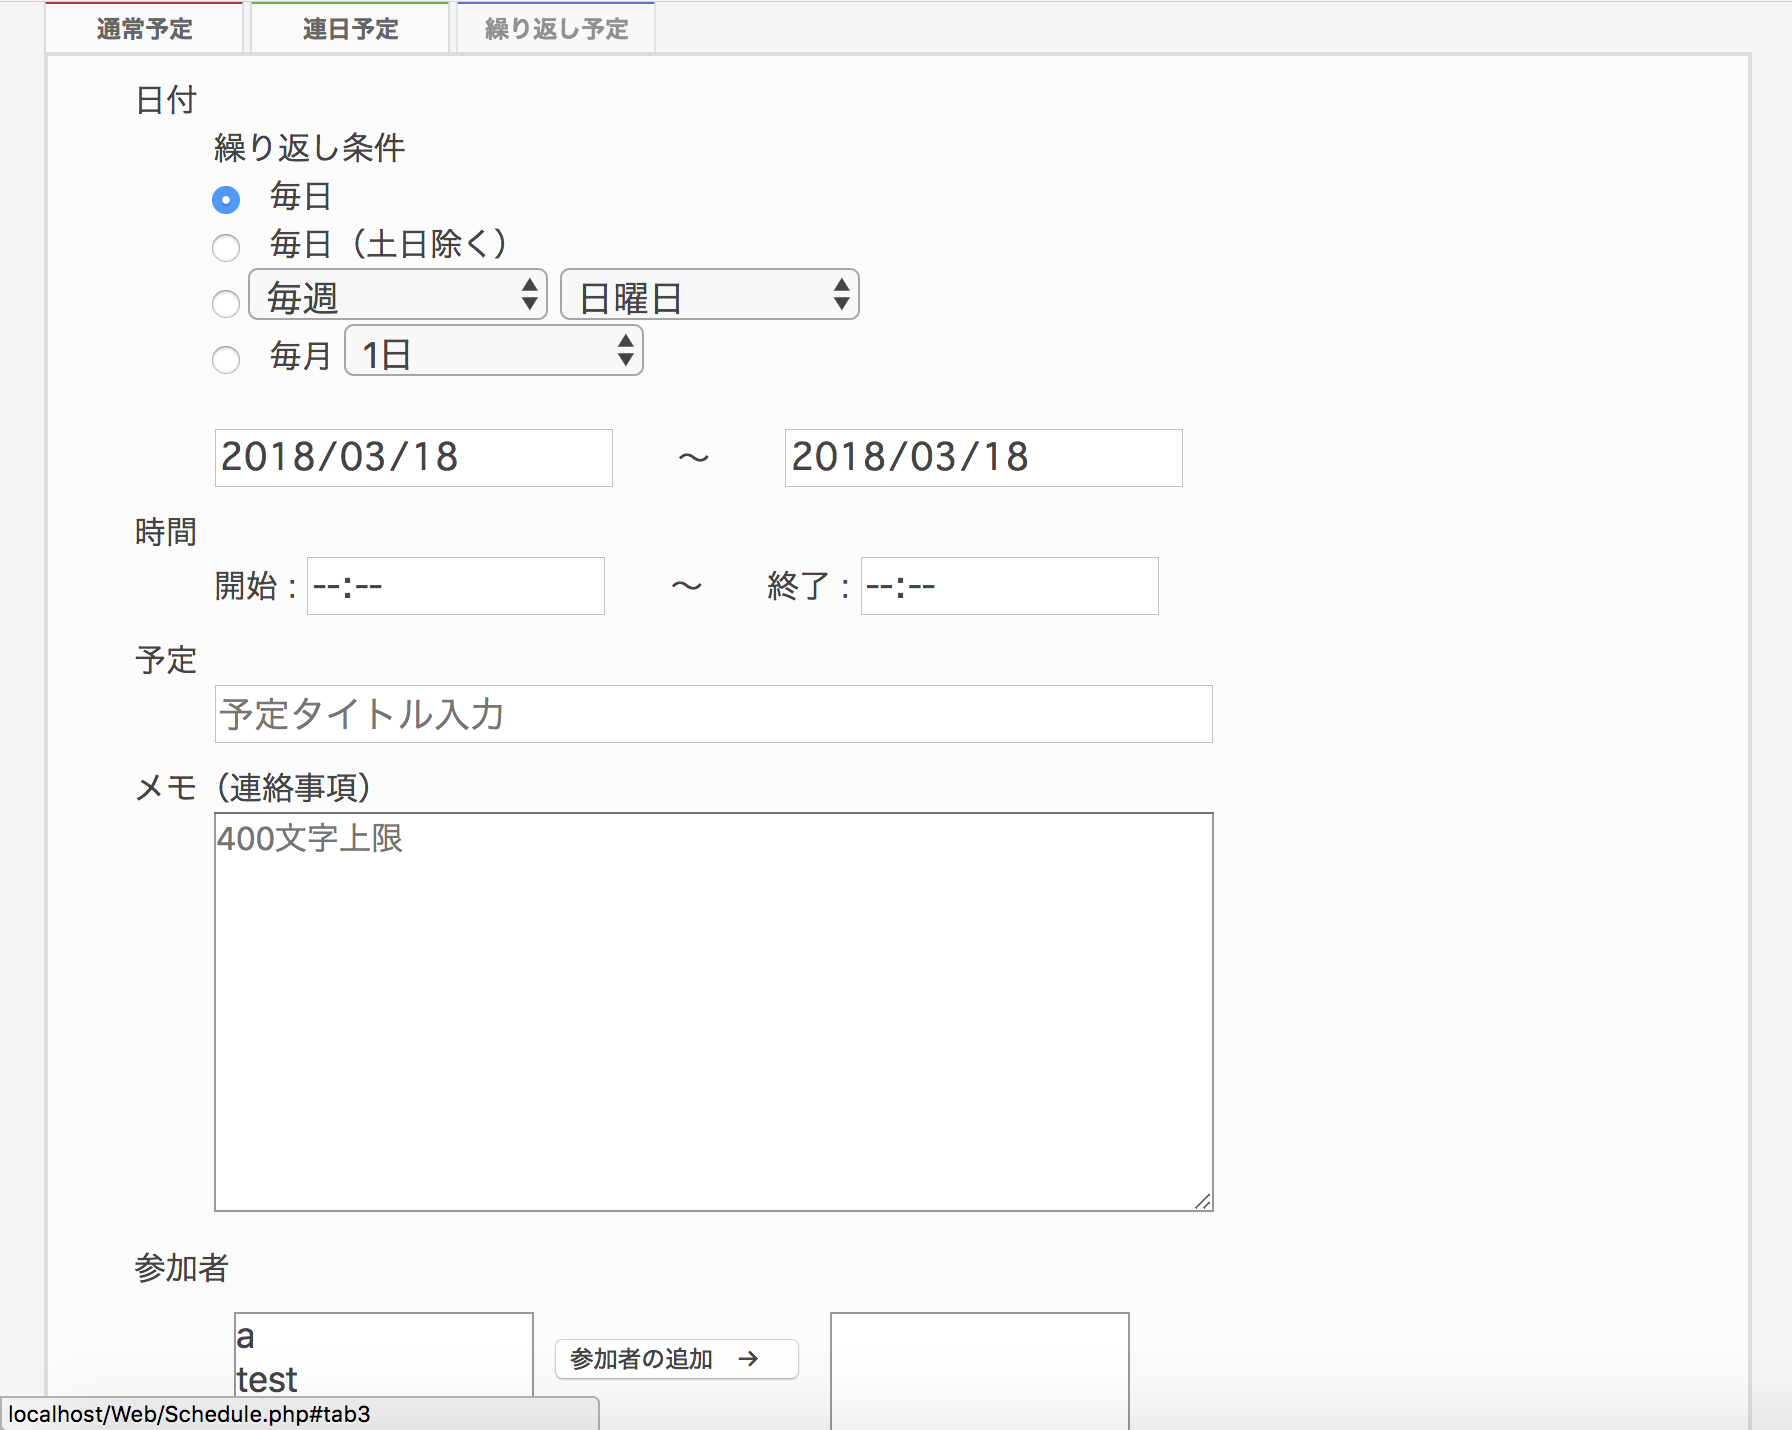 通常予定 連日予定 繰り返し予定
日付
繰り返し条件
毎日
毎日（土日除く）
毎週 日曜日
毎月 1日
2018/03/18 ～ 2018/03/18
時間
開始：--:-- ～ 終了：--:--
予定
予定タイトル入力
メモ（連絡事項）
400文字上限
参加者
a
参加者の追加 →
test
localhost/Web/Schedule.php#tab3